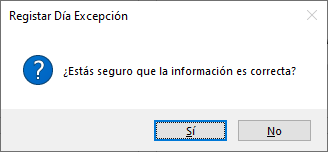 Registar Día Excepción
¿Estás seguro que la información es correcta?
Sí
No